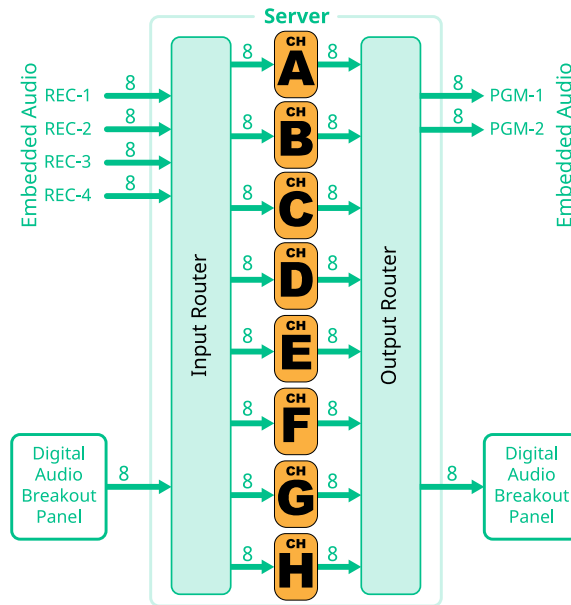 Server
Embedded Audio
REC-1
8
REC-2
8
REC-3
8
REC-4
8
Digital
Audio
Breakout
Panel
8
Input Router
8
CH
A
8
8
CH
B
8
8
CH
C
8
8
CH
D
8
8
CH
E
8
8
CH
F
8
8
CH
G
8
8
CH
H
8
Output Router
8
PGM-1
8
PGM-2
Embedded Audio
8
Digital
Audio
Breakout
Panel